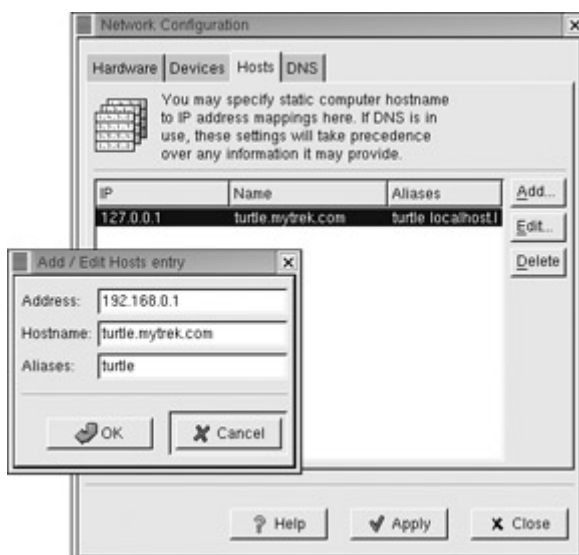 Network Configuration
Hardware Devices Hosts DNS
You may specify static computer hostname
to IP address mappings here. If DNS is in
use, these settings will take precedence
over any information it may provide.
IP Name Aliases
127.0.0.1 turtle.mytrek.com turtle localhost.l
Add...
Edit...
Delete
Add / Edit Hosts entry
Address: 192.168.0.1
Hostname: turtle.mytrek.com
Aliases: turtle
OK Cancel
Help Apply Close